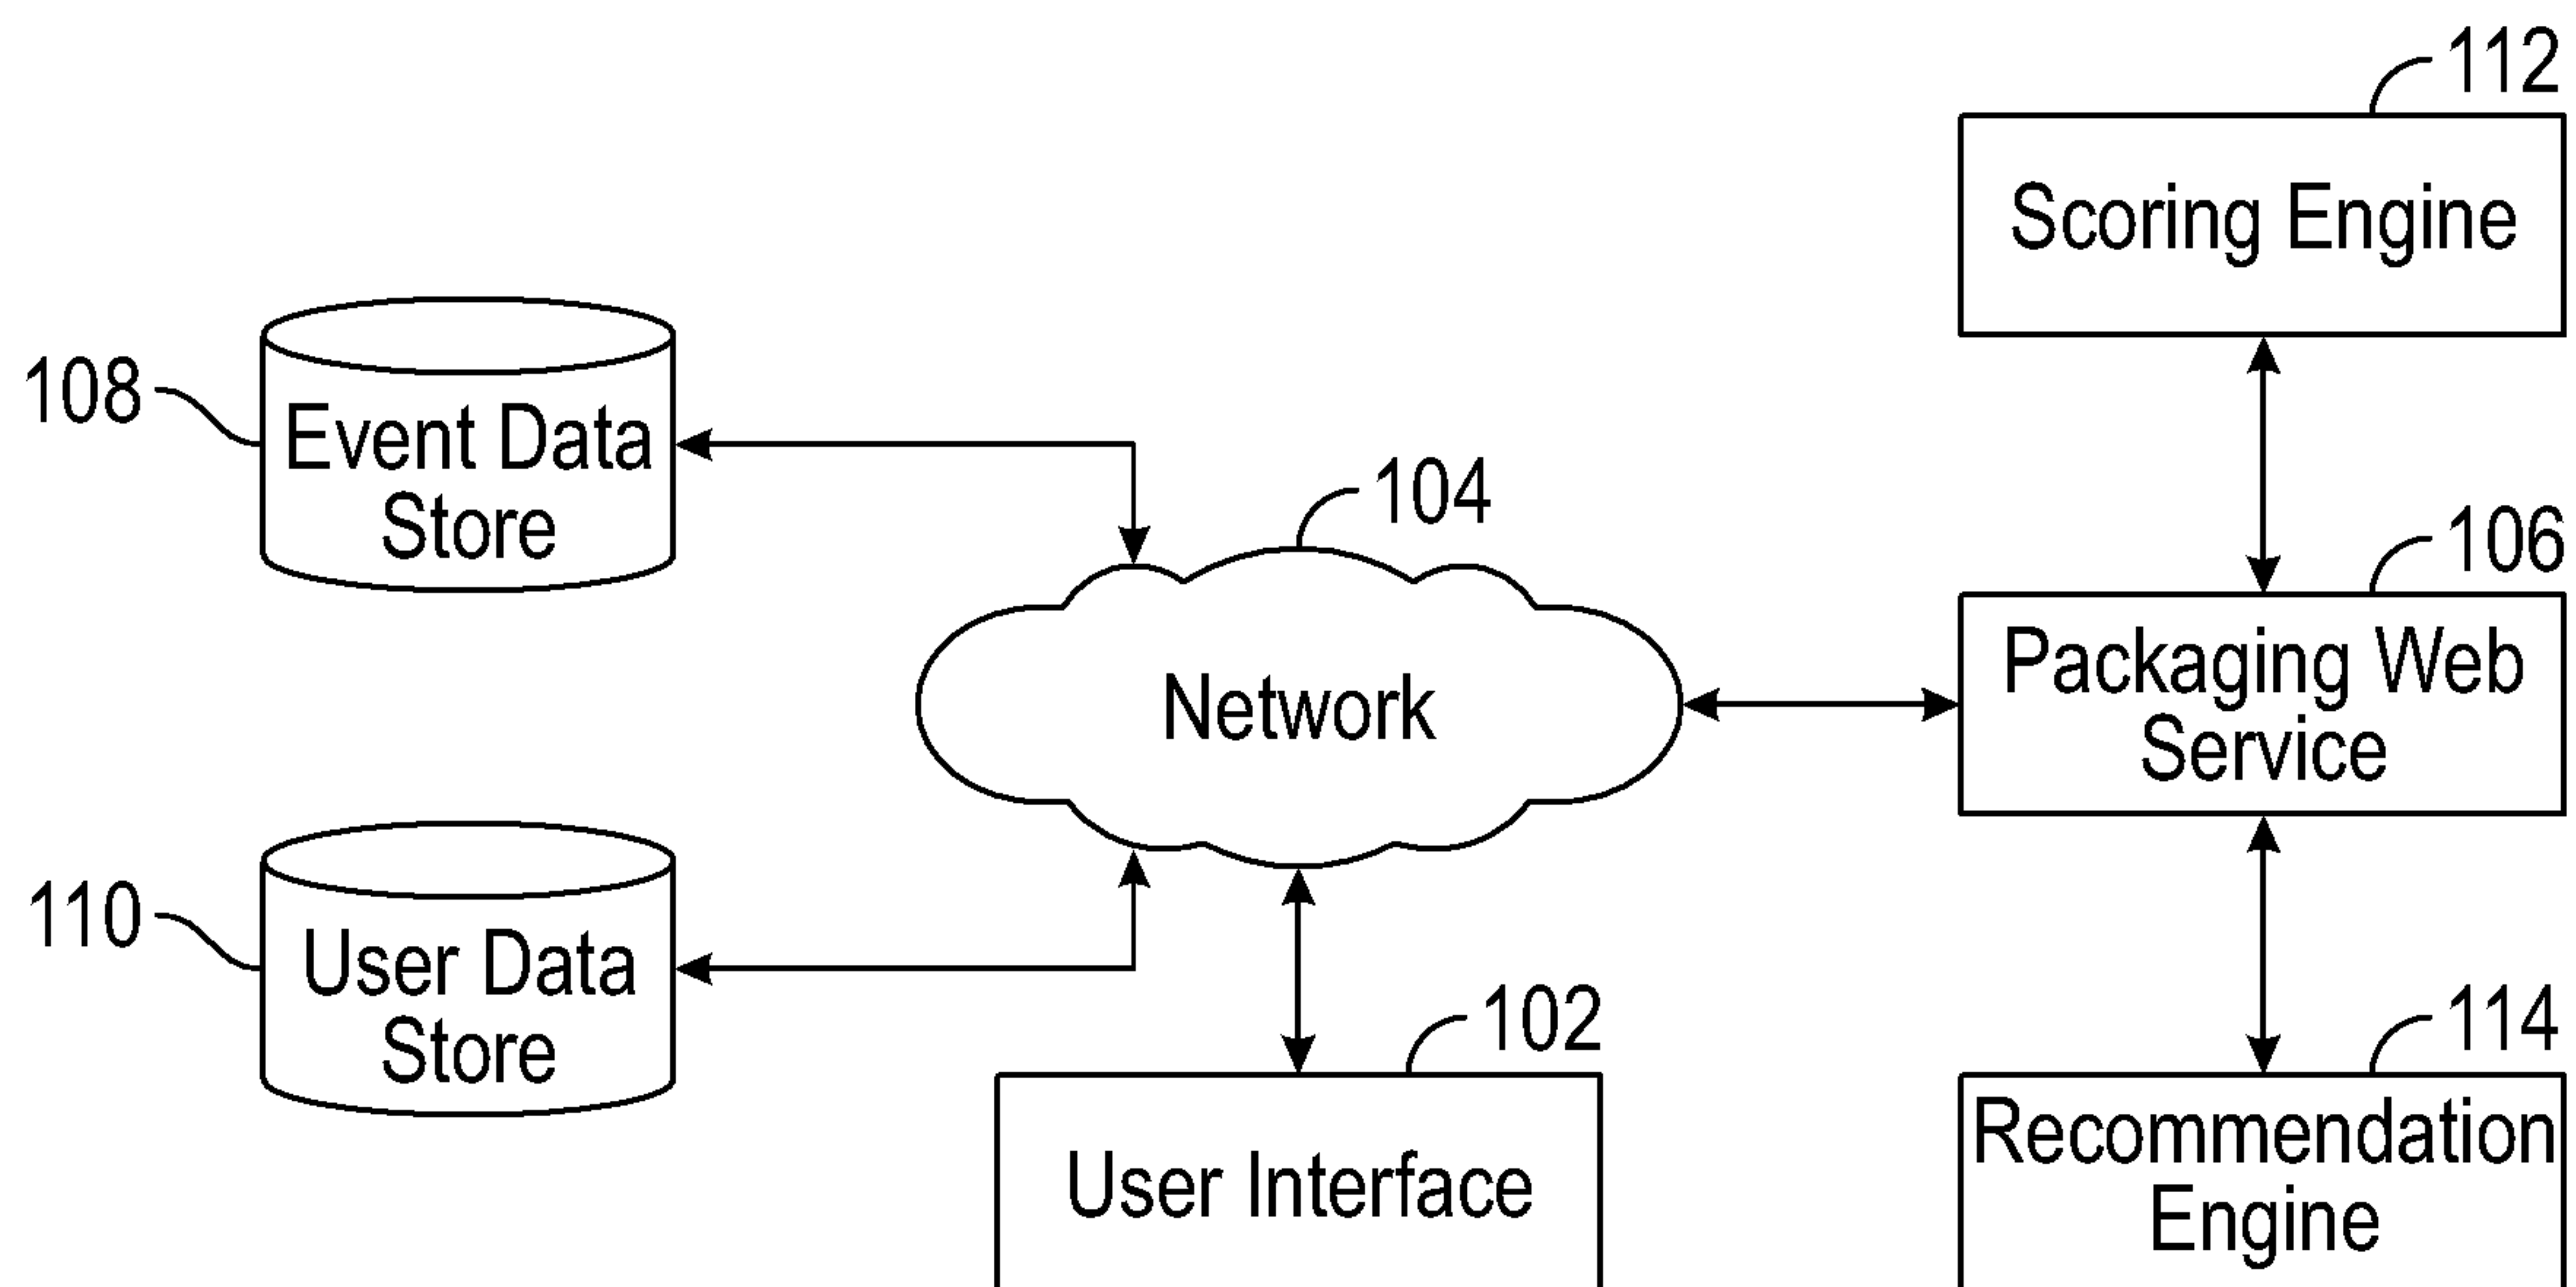 112
Scoring Engine
108
Event Data
Store
104
106
Network
Packaging Web
Service
110
User Data
Store
102
114
User Interface
Recommendation
Engine